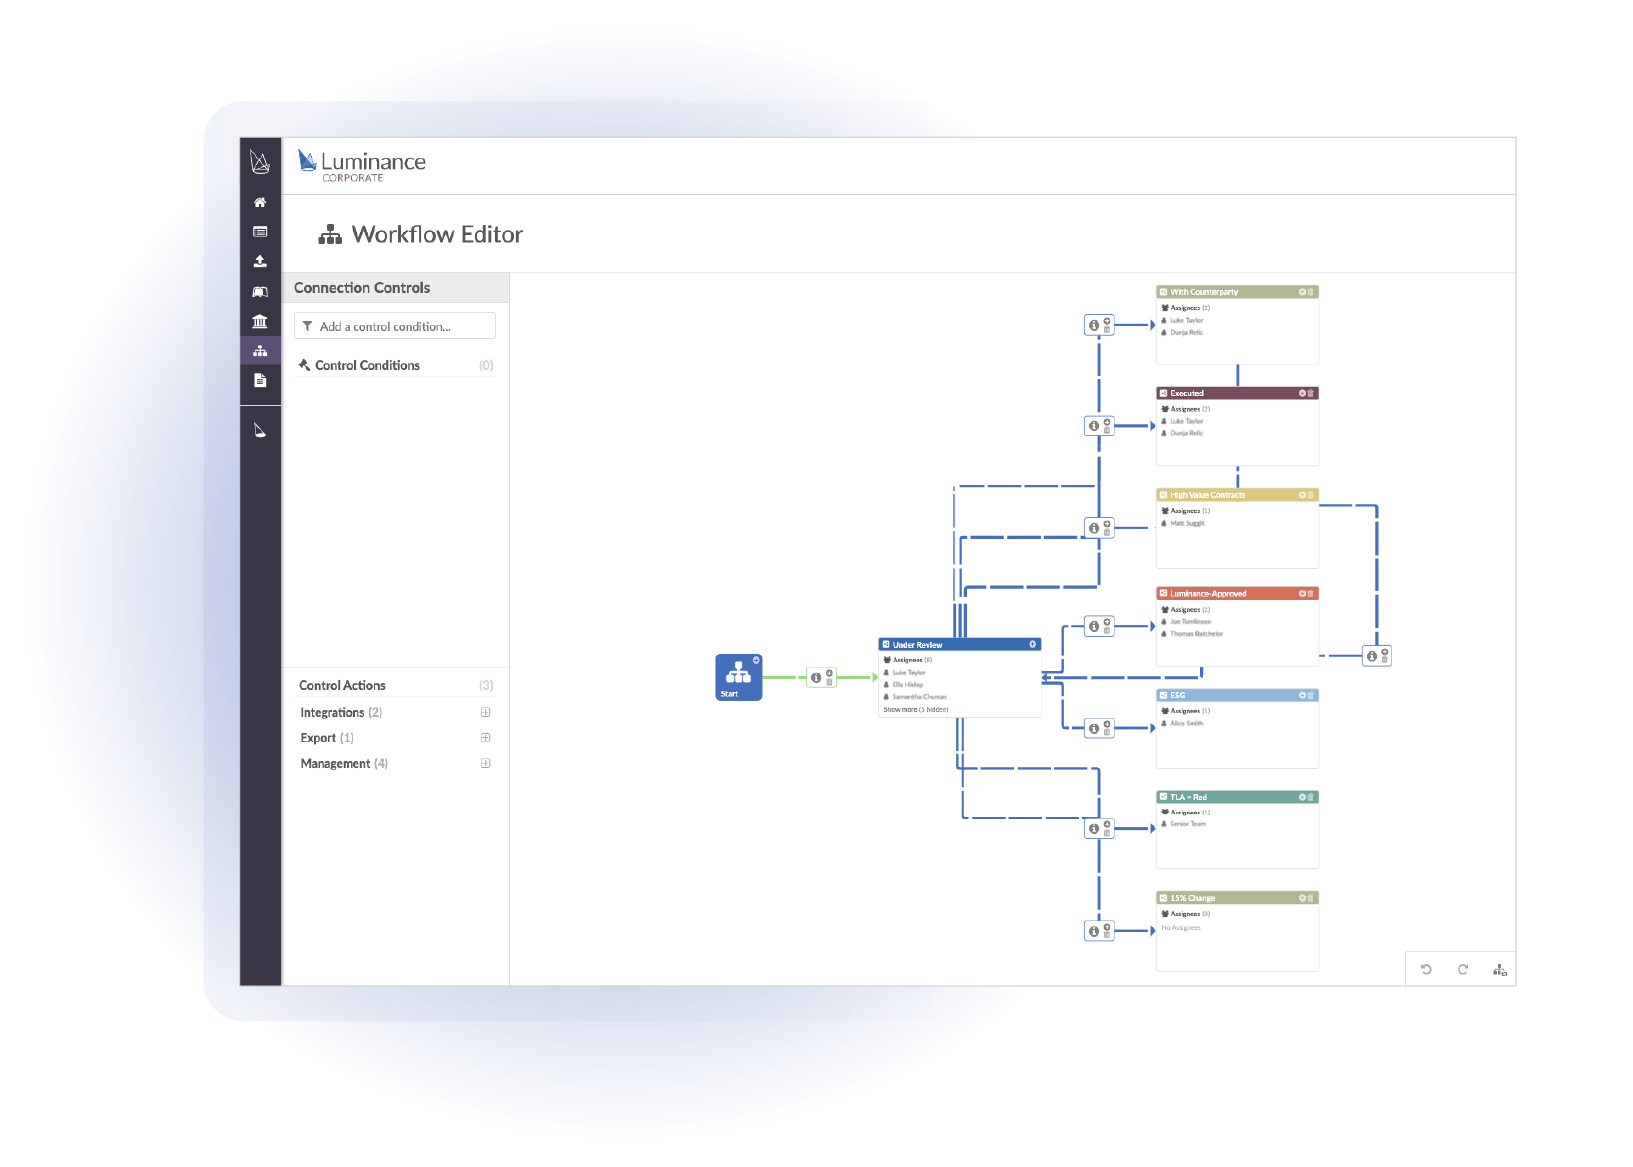 Luminance
CORPORATE
Workflow Editor
Connection Controls
Add a control condition...
Control Conditions (0)
Control Actions (3)
Integrations (2)
Export (1)
Management (4)
Start
Under Review
Assignees (8)
Luke Taylor
Ella Hislop
Samantha Chumas
Show more (5 hidden)
With Counterparty
Assignees (2)
Luke Taylor
Dunja Relic
Executed
Assignees (2)
Luke Taylor
Dunja Relic
High Value Contracts
Assignees (1)
Matt Suggit
Luminance-Approved
Assignees (2)
Joe Tomlinson
Thomas Batchelor
ESG
Assignees (1)
Alice Smith
TLA - Red
Assignees (1)
Senior Team
15% Change
Assignees (0)
No Assignees